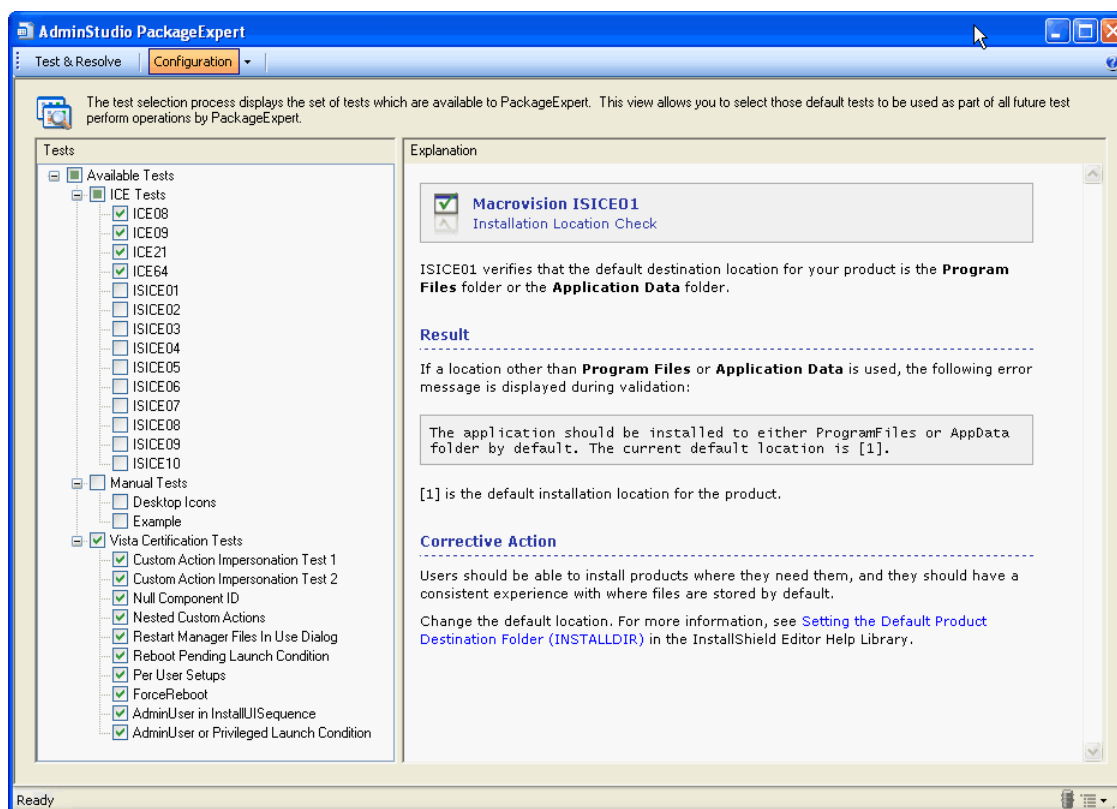 AdminStudio PackageExpert
Test & Resolve Configuration
The test selection process displays the set of tests which are available to PackageExpert. This view allows you to select those default tests to be used as part of all future test
perform operations by PackageExpert.
Tests
Available Tests
ICE Tests
ICE08
ICE09
ICE21
ICE64
ISICE01
ISICE02
ISICE03
ISICE04
ISICE05
ISICE06
ISICE07
ISICE08
ISICE09
ISICE10
Manual Tests
Desktop Icons
Example
Vista Certification Tests
Custom Action Impersonation Test 1
Custom Action Impersonation Test 2
Null Component ID
Nested Custom Actions
Restart Manager Files In Use Dialog
Reboot Pending Launch Condition
Per User Setups
ForceReboot
AdminUser in InstallUISequence
AdminUser or Privileged Launch Condition
Explanation
Macrovision ISICE01
Installation Location Check
ISICE01 verifies that the default destination location for your product is the Program
Files folder or the Application Data folder.
Result
If a location other than Program Files or Application Data is used, the following error
message is displayed during validation:
The application should be installed to either ProgramFiles or AppData
folder by default. The current default location is [1].
[1] is the default installation location for the product.
Corrective Action
Users should be able to install products where they need them, and they should have a
consistent experience with where files are stored by default.
Change the default location. For more information, see Setting the Default Product
Destination Folder (INSTALLDIR) in the InstallShield Editor Help Library.
Ready